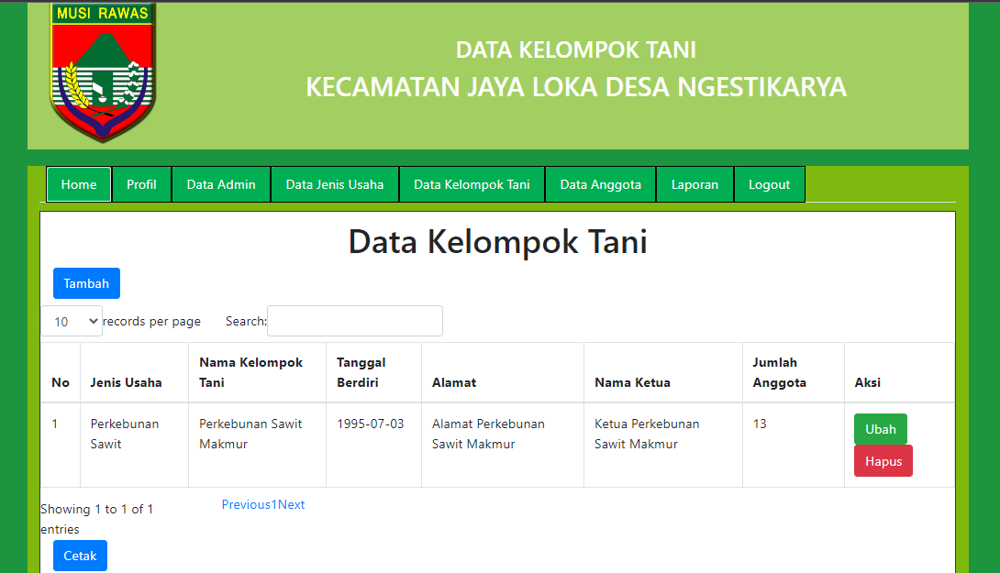 MUSI RAWAS
DATA KELOMPOK TANI
KECAMATAN JAYA LOKA DESA NGESTIKARYA
Home Profil Data Admin Data Jenis Usaha Data Kelompok Tani Data Anggota Laporan Logout
Data Kelompok Tani
Tambah
10 records per page Search:
No Jenis Usaha Nama Kelompok Tani Tanggal Berdiri Alamat Nama Ketua Jumlah Anggota Aksi
1 Perkebunan Sawit Perkebunan Sawit Makmur 1995-07-03 Alamat Perkebunan Sawit Makmur Ketua Perkebunan Sawit Makmur 13 Ubah
Hapus
Showing 1 to 1 of 1 entries
Previous1Next
Cetak